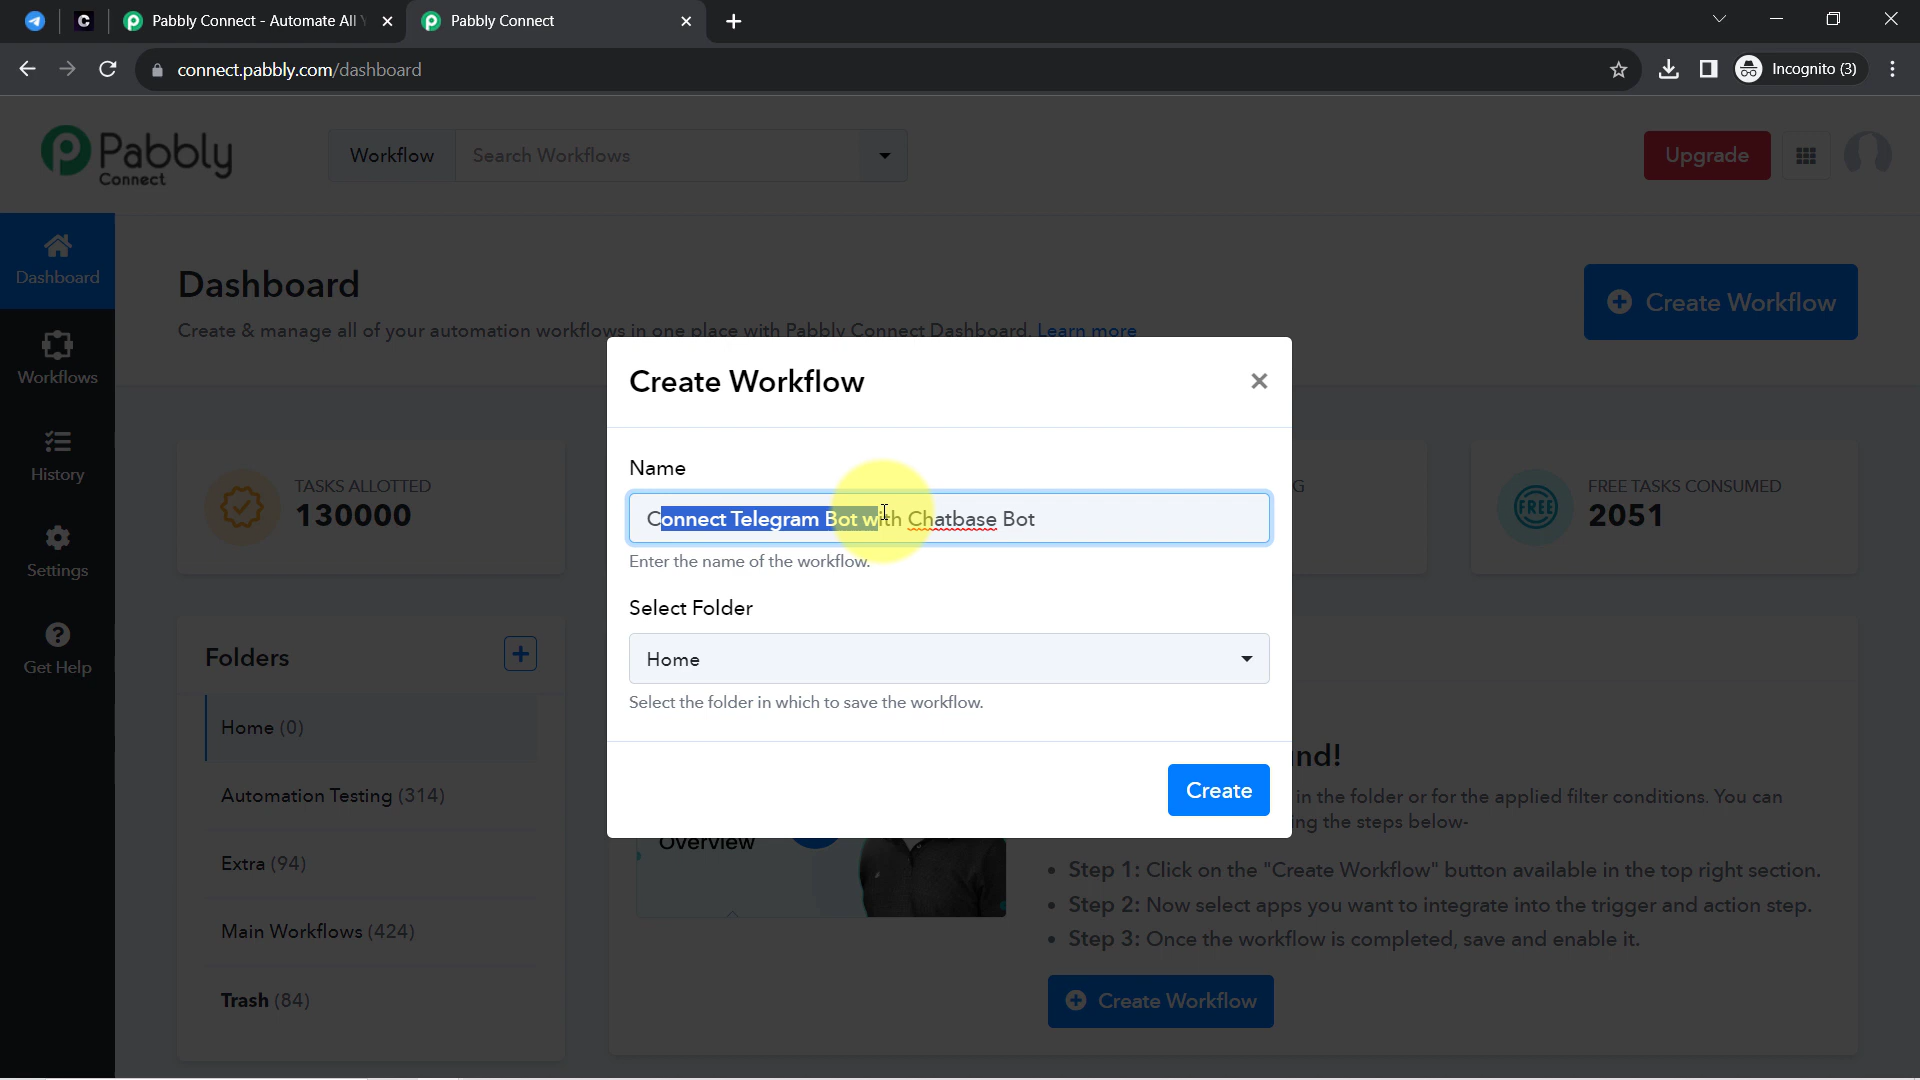 Pabbly Connect - Automate All Y
Pabbly Connect
connect.pabbly.com/dashboard
Incognito (3)
Pabbly
Connect
Workflow
Search Workflows
Upgrade
Dashboard
Workflows
History
Settings
Get Help
Dashboard
Create & manage all of your automation workflows in one place with Pabbly Connect Dashboard. Learn more
Create Workflow
TASKS ALLOTTED
130000
G
FREE TASKS CONSUMED
2051
FREE
Create Workflow
Name
Connect Telegram Bot with Chatbase Bot
Enter the name of the workflow.
Select Folder
Home
Select the folder in which to save the workflow.
Create
Folders
Home (0)
Automation Testing (314)
Extra (94)
Main Workflows (424)
Trash (84)
Overview
nd!
in the folder or for the applied filter conditions. You can
ing the steps below-
• Step 1: Click on the "Create Workflow" button available in the top right section.
• Step 2: Now select apps you want to integrate into the trigger and action step.
• Step 3: Once the workflow is completed, save and enable it.
Create Workflow